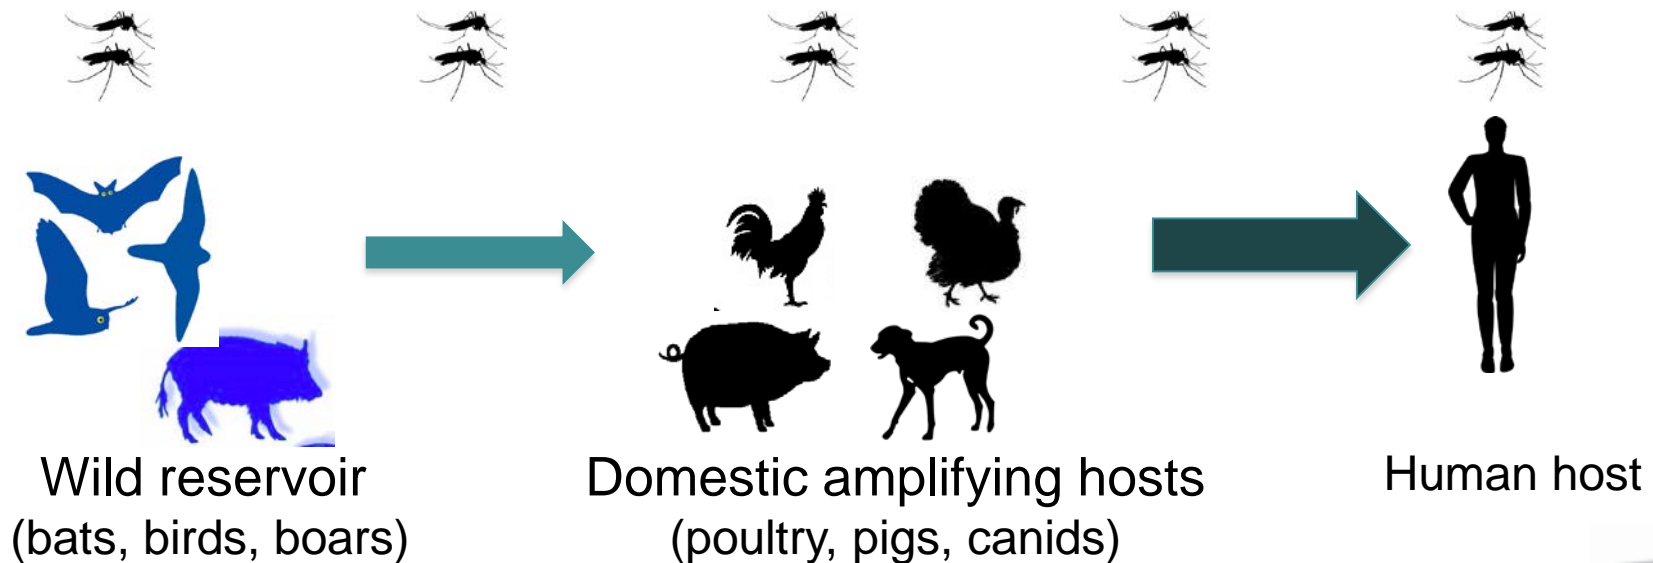 Wild reservoir
(bats, birds, boars)
Domestic amplifying hosts
(poultry, pigs, canids)
Human host